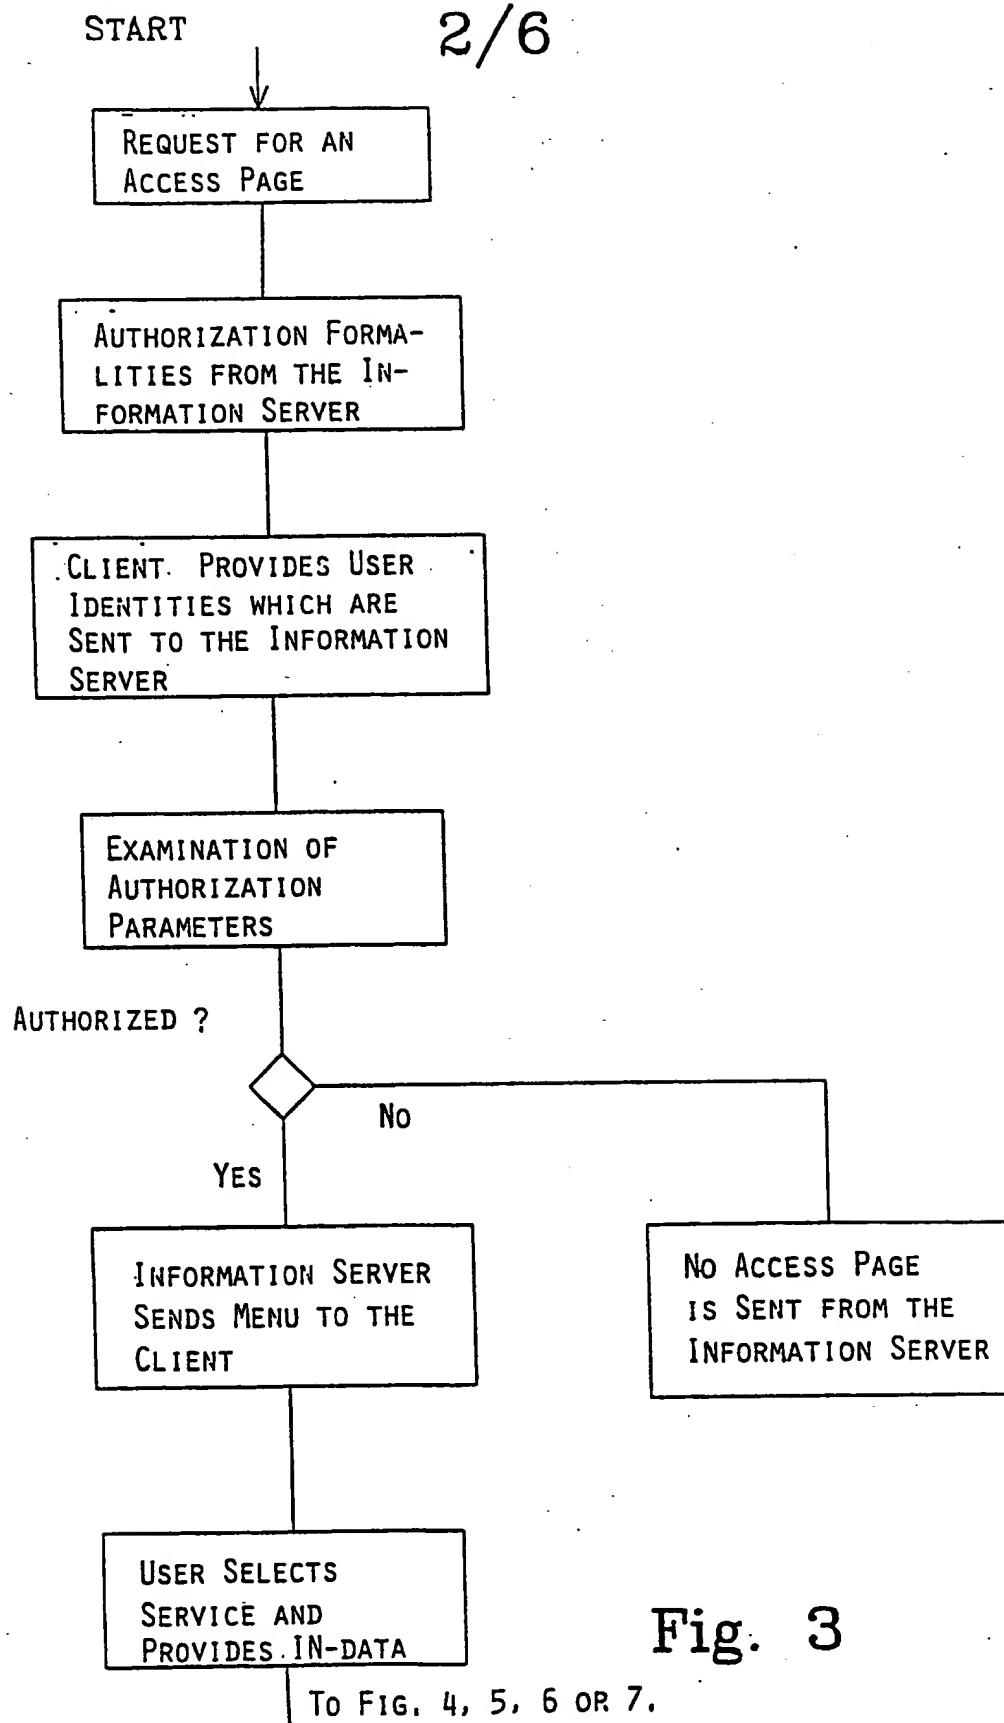 START
2/6
REQUEST FOR AN
ACCESS PAGE
AUTHORIZATION FORMA-
LITIES FROM THE IN-
FORMATION SERVER
CLIENT PROVIDES USER
IDENTITIES WHICH ARE
SENT TO THE INFORMATION
SERVER
EXAMINATION OF
AUTHORIZATION
PARAMETERS
AUTHORIZED ?
NO
YES
INFORMATION SERVER
SENDS MENU TO THE
CLIENT
NO ACCESS PAGE
IS SENT FROM THE
INFORMATION SERVER
USER SELECTS
SERVICE AND
PROVIDES IN-DATA
Fig. 3
TO FIG. 4, 5, 6 OR 7.